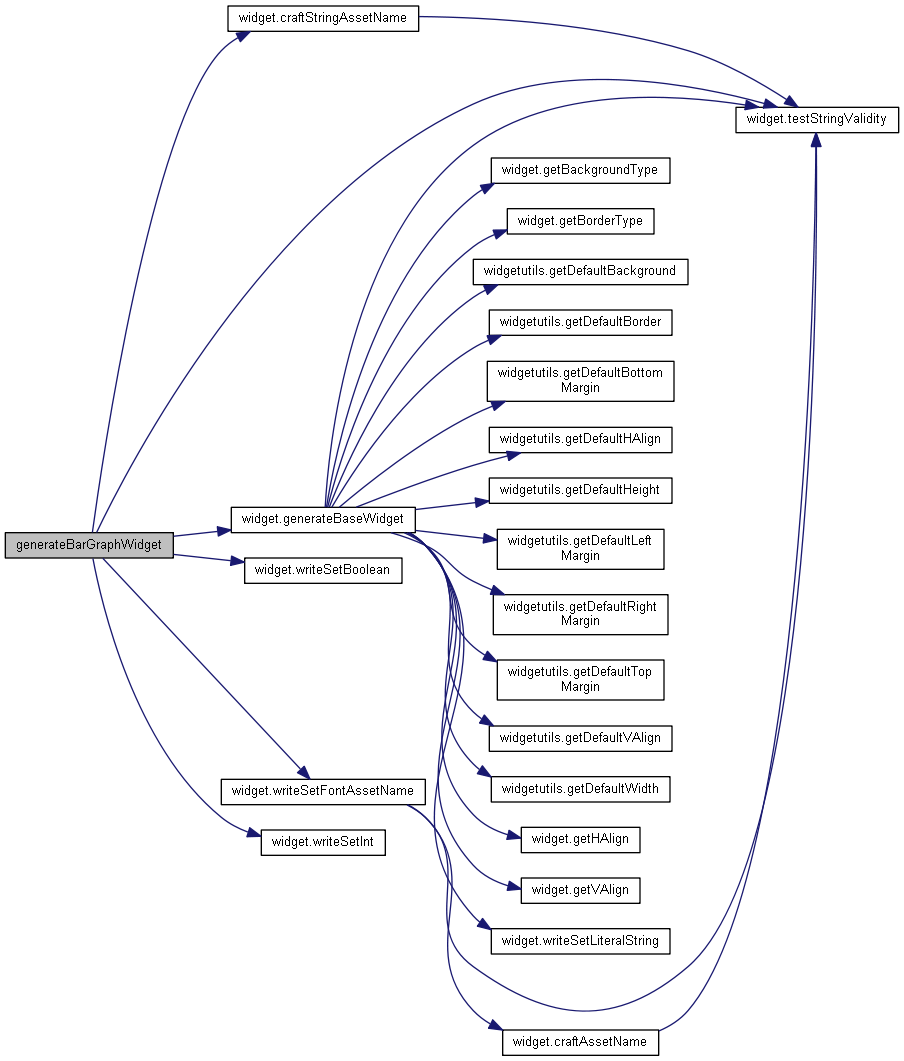 widget.craftStringAssetName
widget.testStringValidity
widget.getBackgroundType
widget.getBorderType
widgetutils.getDefaultBackground
widgetutils.getDefaultBorder
widgetutils.getDefaultBottom
Margin
widgetutils.getDefaultHAlign
widgetutils.getDefaultHeight
widget.generateBaseWidget
generateBarGraphWidget
widgetutils.getDefaultLeft
Margin
widget.writeSetBoolean
widgetutils.getDefaultRight
Margin
widgetutils.getDefaultTop
Margin
widgetutils.getDefaultVAlign
widgetutils.getDefaultWidth
widget.writeSetFontAssetName
widget.writeSetInt
widget.getHAlign
widget.getVAlign
widget.writeSetLiteralString
widget.craftAssetName